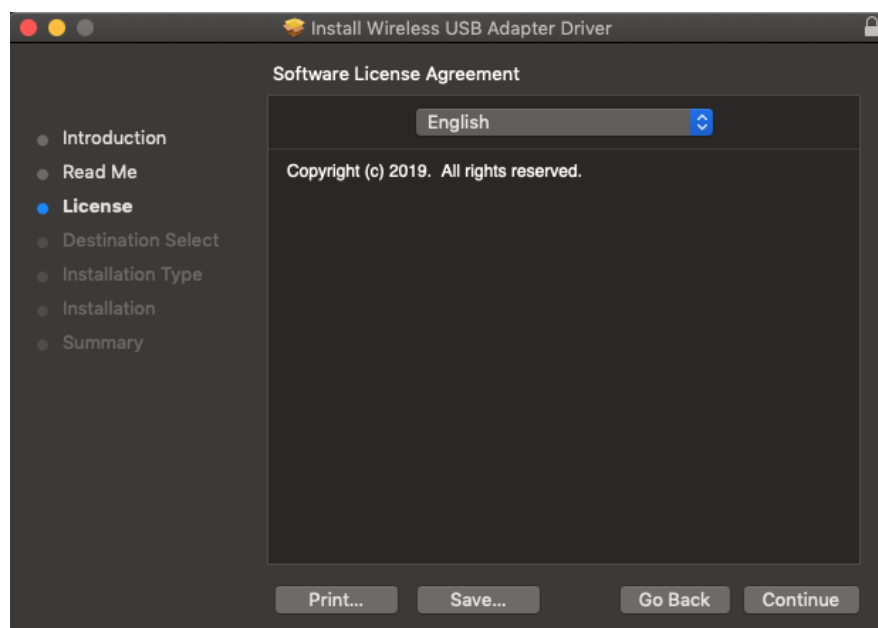 Install Wireless USB Adapter Driver
Software License Agreement
Introduction
Read Me
License
Destination Select
Installation Type
Installation
Summary
English
Copyright (c) 2019.  All rights reserved.
Print...
Save...
Go Back
Continue